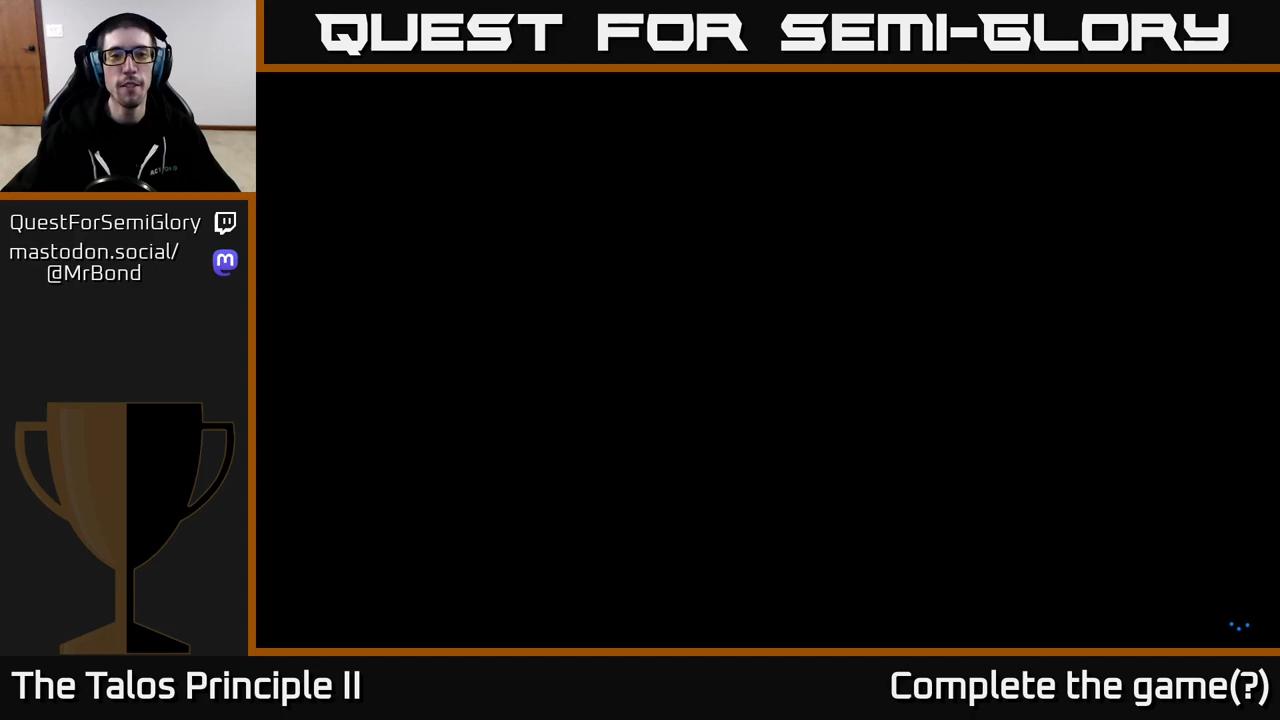 QUEST FOR SEMI-GLORY
QuestForSemiGlory
mastodon.social/
@MrBond
The Talos Principle II
Complete the game(?)